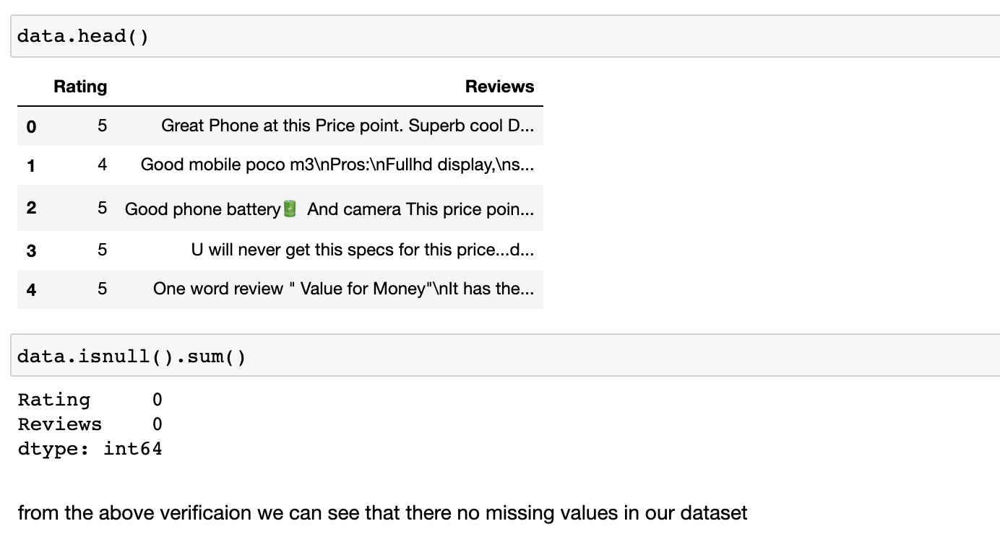 data.head()
Rating Reviews
0 5 Great Phone at this Price point. Superb cool D...
1 4 Good mobile poco m3\nPros:\nFullhd display,\ns...
2 5 Good phone battery🔋 And camera This price poin...
3 5 U will never get this specs for this price...d...
4 5 One word review " Value for Money"\nIt has the...
data.isnull().sum()
Rating 0
Reviews 0
dtype: int64
from the above verificaion we can see that there no missing values in our dataset